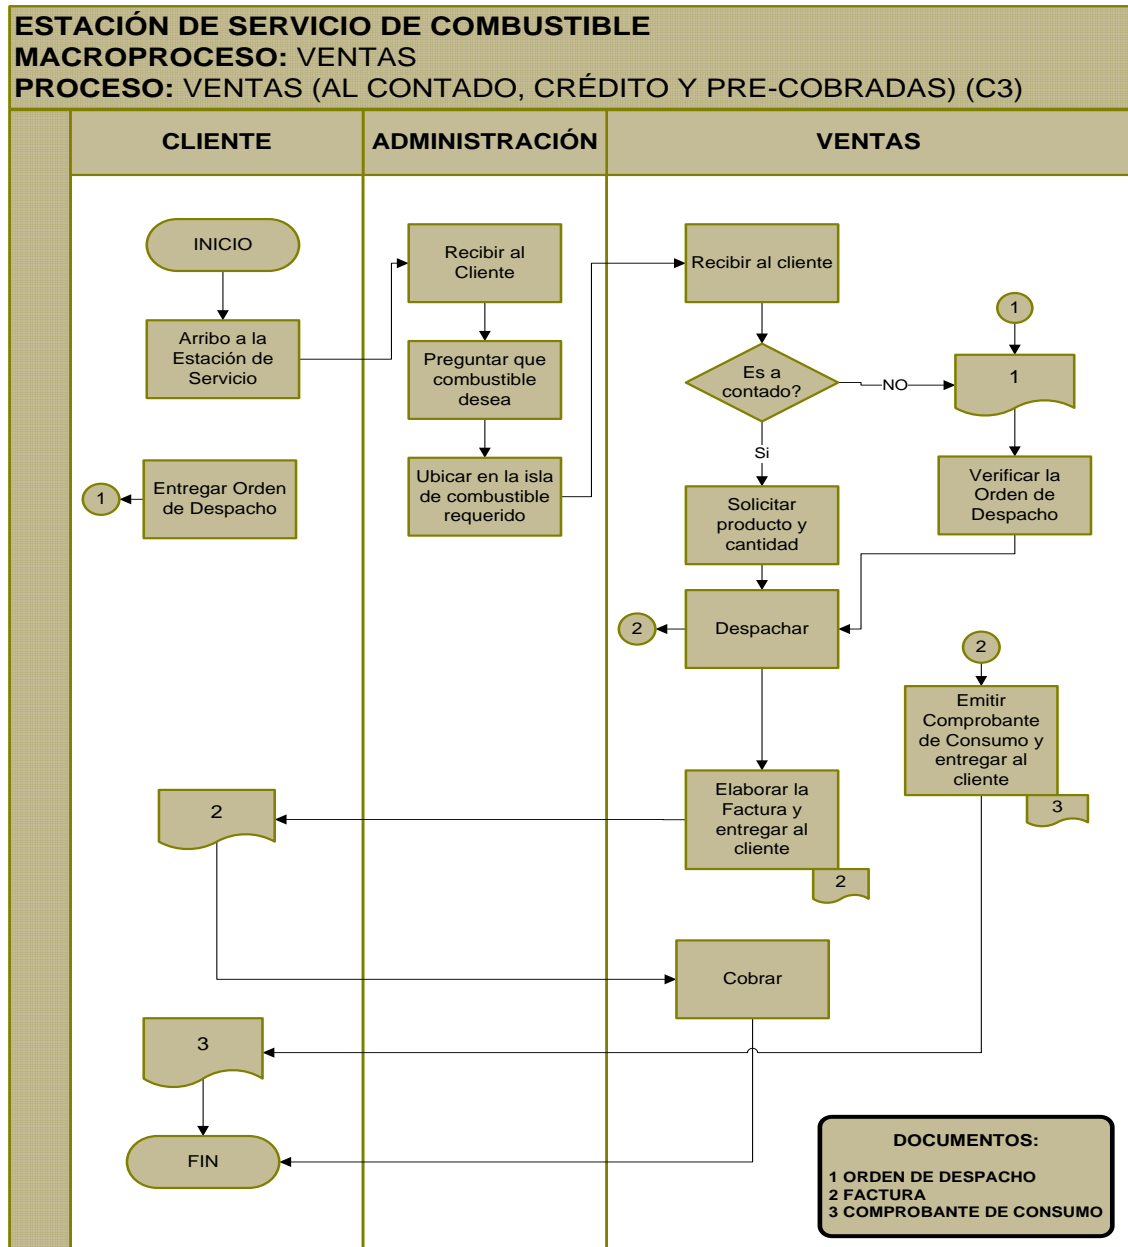 ESTACIÓN DE SERVICIO DE COMBUSTIBLE
MACROPROCESO: VENTAS
PROCESO: VENTAS (AL CONTADO, CRÉDITO Y PRE-COBRADAS) (C3)
CLIENTE
ADMINISTRACIÓN
VENTAS
INICIO
Arribo a la
Estación de
Servicio
Entregar Orden
de Despacho
1
Recibir al
Cliente
Preguntar que
combustible
desea
Ubicar en la isla
de combustible
requerido
Recibir al cliente
Es a
contado?
NO
Si
1
1
Verificar la
Orden de
Despacho
Solicitar
producto y
cantidad
Despachar
2
2
Emitir
Comprobante
de Consumo y
entregar al
cliente
3
Elaborar la
Factura y
entregar al
cliente
2
2
Cobrar
3
FIN
DOCUMENTOS:
1 ORDEN DE DESPACHO
2 FACTURA
3 COMPROBANTE DE CONSUMO